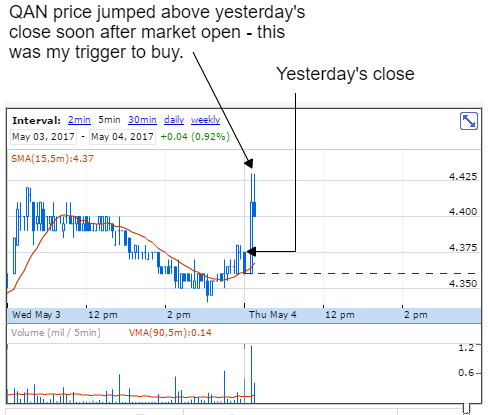 QAN price jumped above yesterday's
close soon after market open - this
was my trigger to buy.
Yesterday's close
Interval: 2min 5min 30min daily weekly
May 03, 2017 - May 04, 2017 +0.04 (0.92%)
SMA(15,5m):4.37
4.425
4.400
4.375
4.350
Wed May 3 12 pm 2 pm Thu May 4 12 pm 2 pm
Volume (mil / 5min) VMA(90,5m):0.14
1.2
0.6